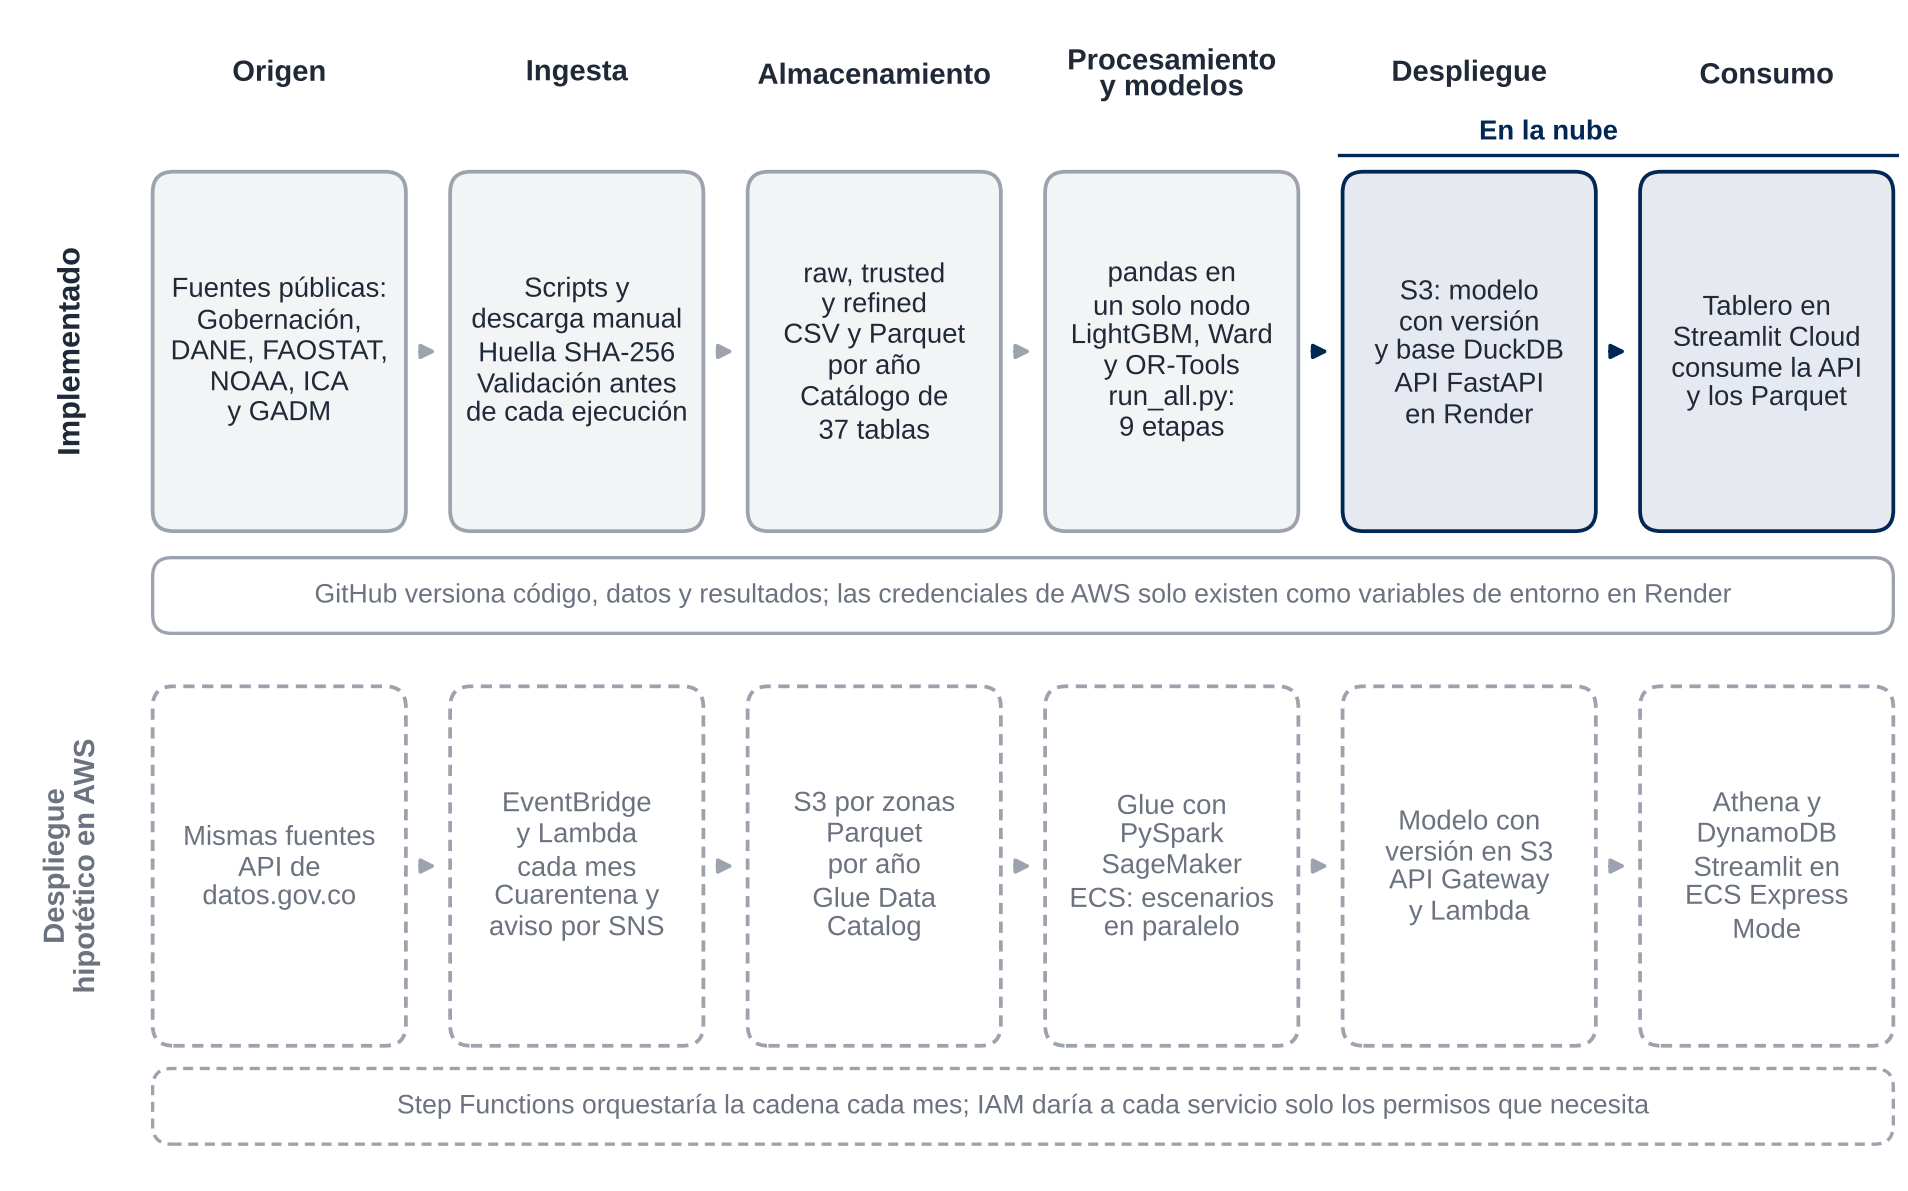 Origen
Ingesta
Almacenamiento
Procesamiento
y modelos
Despliegue
Consumo
En la nube
Implementado
Fuentes públicas:
Gobernación,
DANE, FAOSTAT,
NOAA, ICA
y GADM
Scripts y
descarga manual
Huella SHA-256
Validación antes
de cada ejecución
raw, trusted
y refined
CSV y Parquet
por año
Catálogo de
37 tablas
pandas en
un solo nodo
LightGBM, Ward
y OR-Tools
run_all.py:
9 etapas
S3: modelo
con versión
y base DuckDB
API FastAPI
en Render
Tablero en
Streamlit Cloud
consume la API
y los Parquet
GitHub versiona código, datos y resultados; las credenciales de AWS solo existen como variables de entorno en Render
Despliegue
hipotético en AWS
Mismas fuentes
API de
datos.gov.co
EventBridge
y Lambda
cada mes
Cuarentena y
aviso por SNS
S3 por zonas
Parquet
por año
Glue Data
Catalog
Glue con
PySpark
SageMaker
ECS: escenarios
en paralelo
Modelo con
versión en S3
API Gateway
y Lambda
Athena y
DynamoDB
Streamlit en
ECS Express
Mode
Step Functions orquestaría la cadena cada mes; IAM daría a cada servicio solo los permisos que necesita